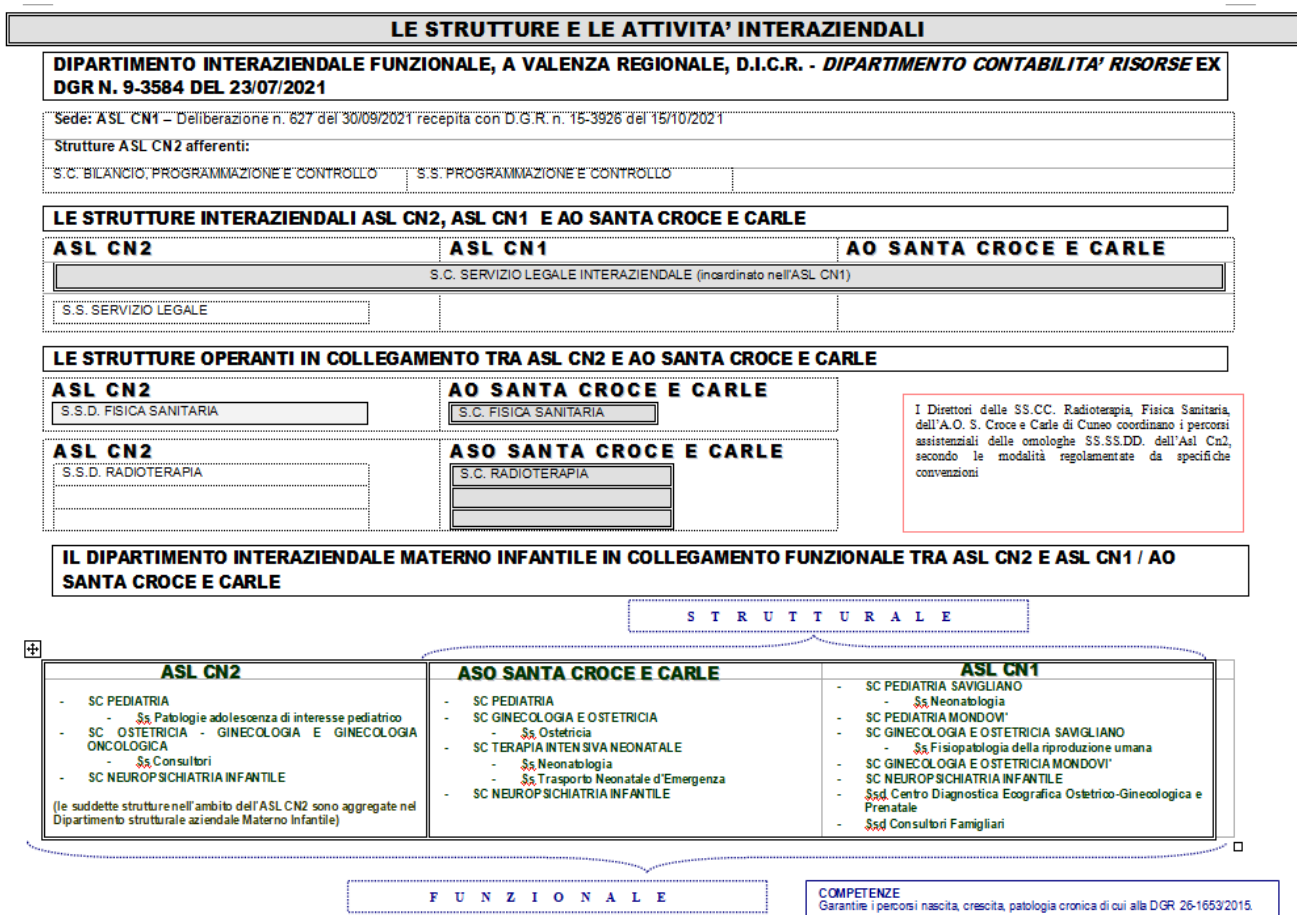 LE STRUTTURE E LE ATTIVITA' INTERAZIENDALI
DIPARTIMENTO INTERAZIENDALE FUNZIONALE, A VALENZA REGIONALE, D.I.C.R. - DIPARTIMENTO CONTABILITA' RISORSE EX
DGR N. 9-3584 DEL 23/07/2021
Sede: ASL CN1 – Deliberazione n. 627 del 30/09/2021 recepita con D.G.R. n. 15-3926 del 15/10/2021
Strutture ASL CN2 afferenti:
S.C. BILANCIO, PROGRAMMAZIONE E CONTROLLO
S.S. PROGRAMMAZIONE E CONTROLLO
LE STRUTTURE INTERAZIENDALI ASL CN2, ASL CN1 E AO SANTA CROCE E CARLE
ASL CN2
ASL CN1
AO SANTA CROCE E CARLE
S.C. SERVIZIO LEGALE INTERAZIENDALE (incardinato nell'ASL CN1)
S.S. SERVIZIO LEGALE
LE STRUTTURE OPERANTI IN COLLEGAMENTO TRA ASL CN2 E AO SANTA CROCE E CARLE
ASL CN2
AO SANTA CROCE E CARLE
S.S.D. FISICA SANITARIA
S.C. FISICA SANITARIA
ASL CN2
ASO SANTA CROCE E CARLE
S.S.D. RADIOTERAPIA
S.C. RADIOTERAPIA
I Direttori delle SS.CC. Radioterapia, Fisica Sanitaria,
dell'A.O. S. Croce e Carle di Cuneo coordinano i percorsi
assistenziali delle omologhe SS.SS.DD. dell'Asl Cn2,
secondo le modalità regolamentate da specifiche
convenzioni
IL DIPARTIMENTO INTERAZIENDALE MATERNO INFANTILE IN COLLEGAMENTO FUNZIONALE TRA ASL CN2 E ASL CN1 / AO
SANTA CROCE E CARLE
S T R U T T U R A L E
ASL CN2
- SC PEDIATRIA
- Ss Patologie adolescenza di interesse pediatrico
- SC OSTETRICIA - GINECOLOGIA E GINECOLOGIA
ONCOLOGICA
- Ss Consultori
- SC NEUROPSICHIATRIA INFANTILE
(le suddette strutture nell'ambito dell'ASL CN2 sono aggregate nel
Dipartimento strutturale aziendale Materno Infantile)
ASO SANTA CROCE E CARLE
- SC PEDIATRIA
- SC GINECOLOGIA E OSTETRICIA
- Ss Ostetricia
- SC TERAPIA INTENSIVA NEONATALE
- Ss Neonatologia
- Ss Trasporto Neonatale d'Emergenza
- SC NEUROPSICHIATRIA INFANTILE
ASL CN1
- SC PEDIATRIA SAVIGLIANO
- Ss Neonatologia
- SC PEDIATRIA MONDOVI'
- SC GINECOLOGIA E OSTETRICIA SAVIGLIANO
- Ss Fisiopatologia della riproduzione umana
- SC GINECOLOGIA E OSTETRICIA MONDOVI'
- SC NEUROPSICHIATRIA INFANTILE
- Ssd Centro Diagnostica Ecografica Ostetrico-Ginecologica e
Prenatale
- Ssd Consultori Famigliari
F U N Z I O N A L E
COMPETENZE
Garantire i percorsi nascita, crescita, patologia cronica di cui alla DGR 26-1653/2015.